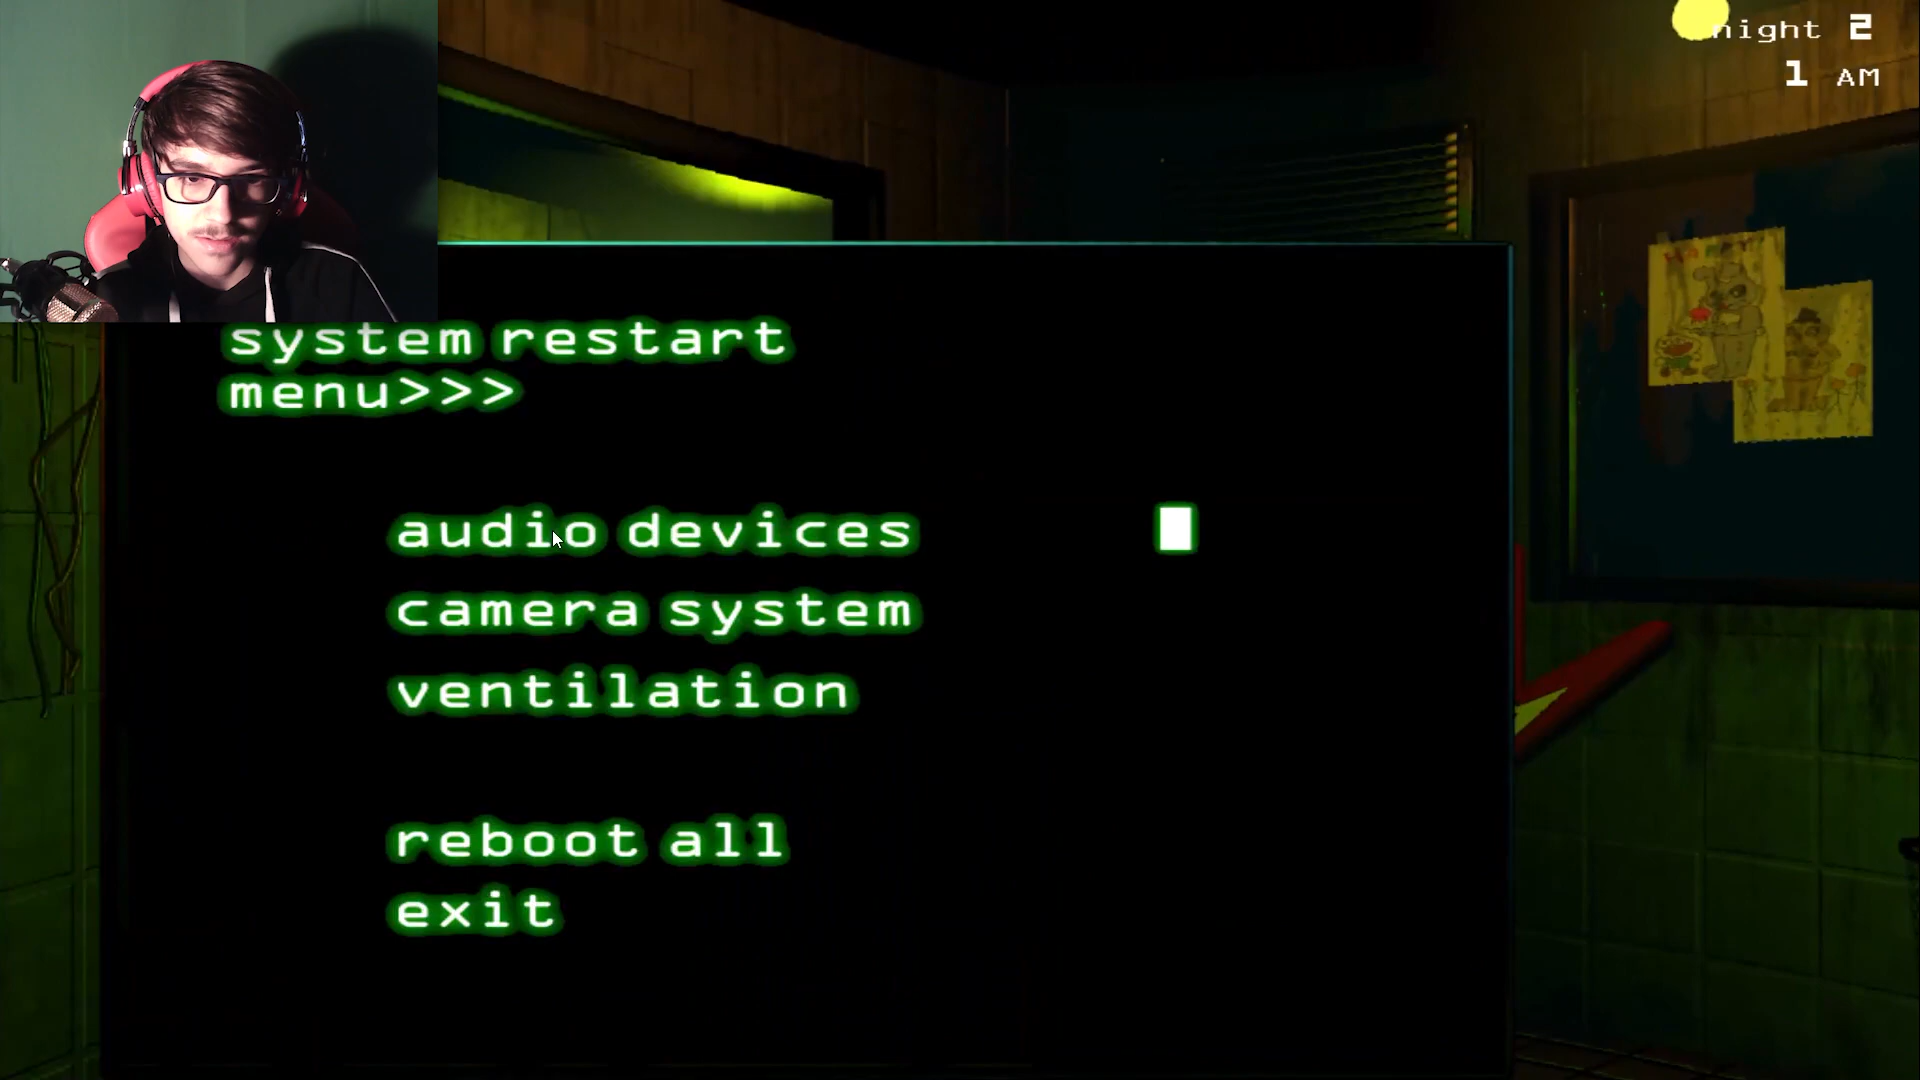 night 2
1 AM
system restart
menu>>>
audio devices
camera system
ventilation
reboot all
exit